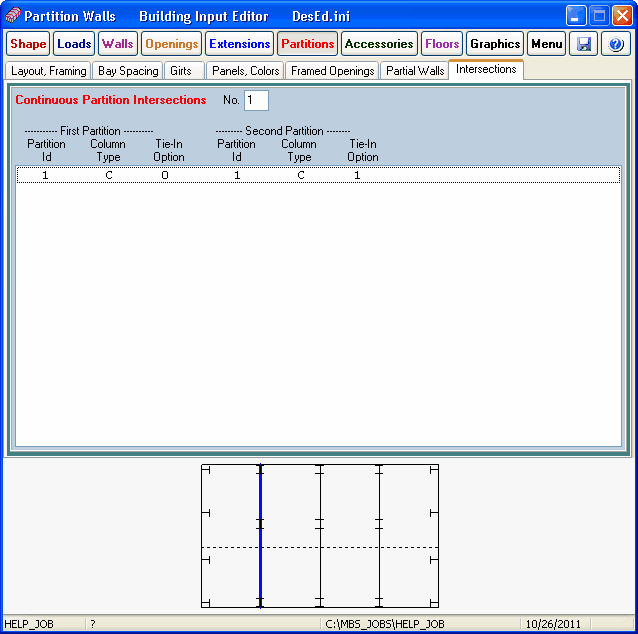 Partition Walls Building Input Editor DesEd.ini
Shape Loads Walls Openings Extensions Partitions Accessories Floors Graphics Menu ?
Layout, Framing Bay Spacing Girts Panels, Colors Framed Openings Partial Walls Intersections
Continuous Partition Intersections No. 1
----------- First Partition ---------- -------- Second Partition -------
Partition Column Tie-In Partition Column Tie-In
Id Type Option Id Type Option
1 C 0 1 C 1
HELP_JOB ? C:\MBS_JOBS\HELP_JOB 10/26/2011